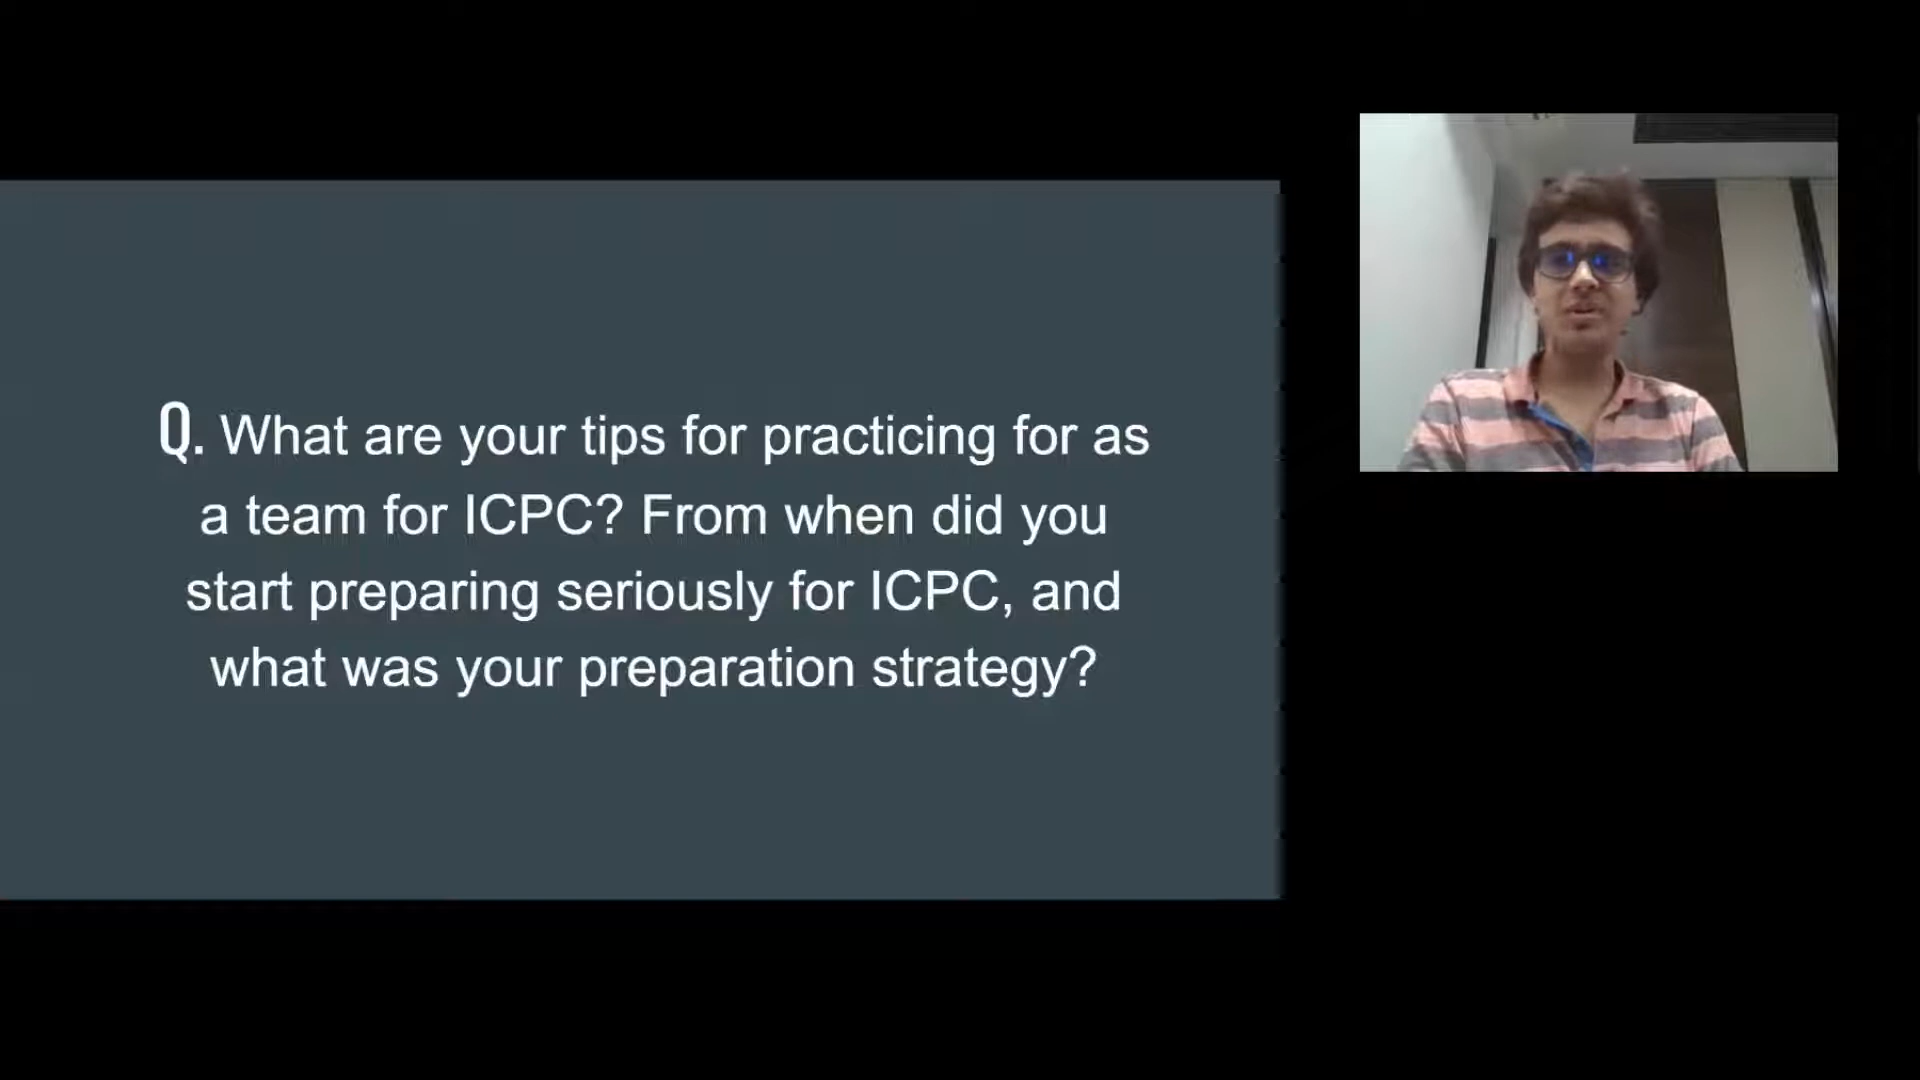 Q. What are your tips for practicing for as
a team for ICPC? From when did you
start preparing seriously for ICPC, and
what was your preparation strategy?